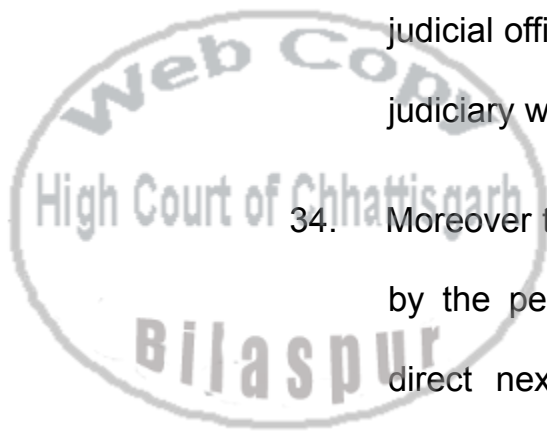 judicial offi
judiciary w
Web Copy
High Court of Chhattisgarh
34. Moreover t
by the pe
Bilaspur
direct nex